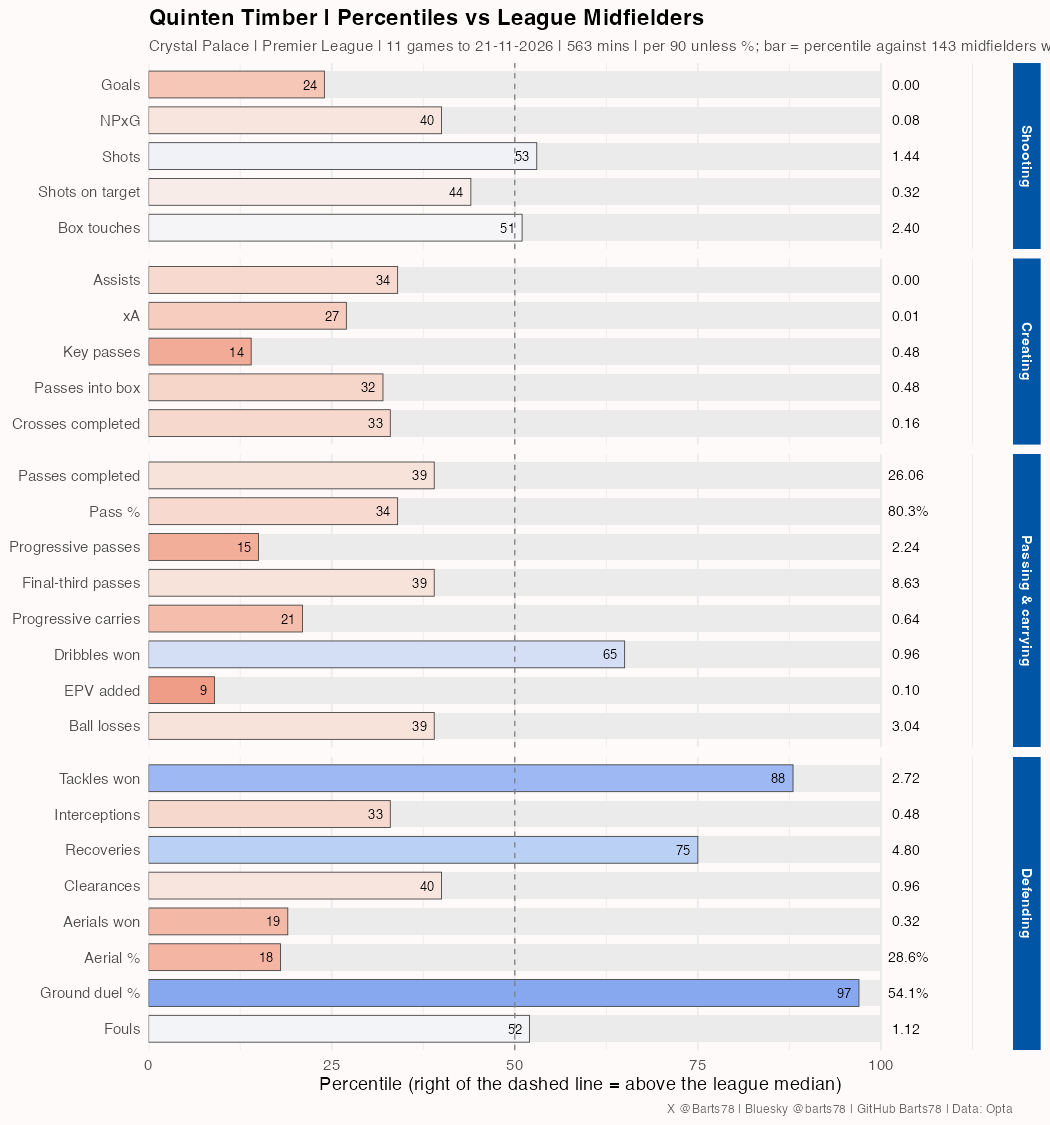 Quinten Timber | Percentiles vs League Midfielders
Crystal Palace | Premier League | 11 games to 21-11-2026 | 563 mins | per 90 unless %; bar = percentile against 143 midfielders w
Goals 24 0.00
NPxG 40 0.08
Shots 53 1.44
Shots on target 44 0.32
Box touches 51 2.40
Shooting
Assists 34 0.00
xA 27 0.01
Key passes 14 0.48
Passes into box 32 0.48
Crosses completed 33 0.16
Creating
Passes completed 39 26.06
Pass % 34 80.3%
Progressive passes 15 2.24
Final-third passes 39 8.63
Progressive carries 21 0.64
Dribbles won 65 0.96
EPV added 9 0.10
Ball losses 39 3.04
Passing & carrying
Tackles won 88 2.72
Interceptions 33 0.48
Recoveries 75 4.80
Clearances 40 0.96
Aerials won 19 0.32
Aerial % 18 28.6%
Ground duel % 97 54.1%
Fouls 52 1.12
Defending
0 25 50 75 100
Percentile (right of the dashed line = above the league median)
X @Barts78 | Bluesky @barts78 | GitHub Barts78 | Data: Opta